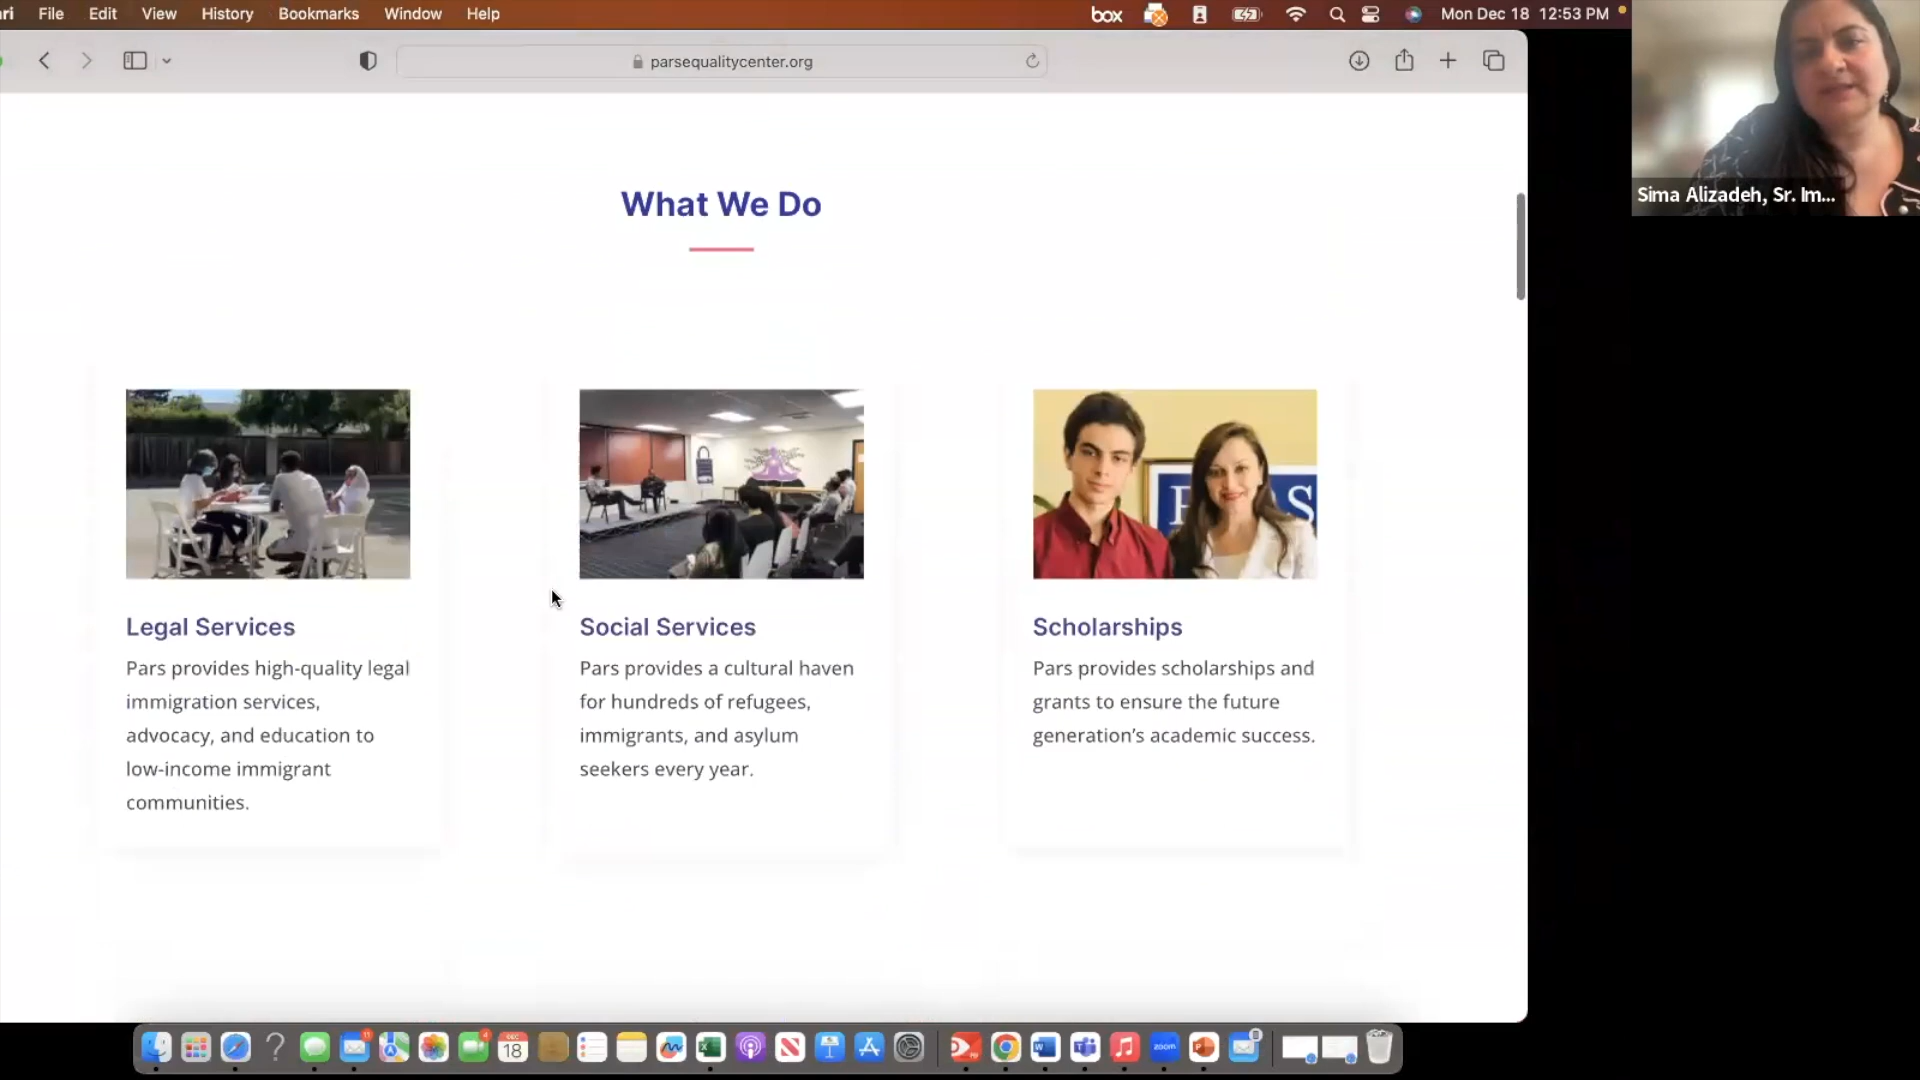 File Edit View History Bookmarks Window Help
box
Mon Dec 18 12:53 PM
parsequalitycenter.org
Sima Alizadeh, Sr. Im...
What We Do
Legal Services
Pars provides high-quality legal
immigration services,
advocacy, and education to
low-income immigrant
communities.
Social Services
Pars provides a cultural haven
for hundreds of refugees,
immigrants, and asylum
seekers every year.
Scholarships
Pars provides scholarships and
grants to ensure the future
generation’s academic success.
DEC
18
zoom